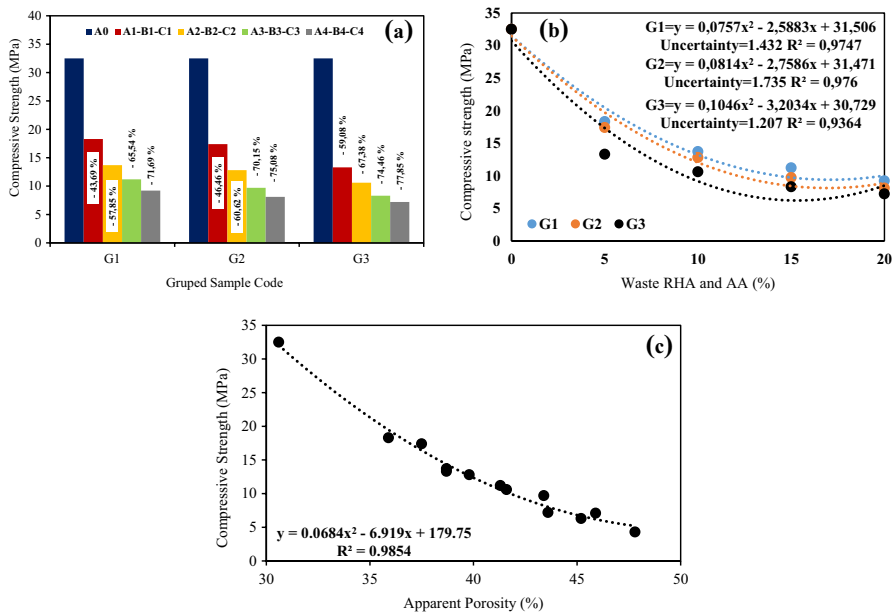 (a)
A0 A1-B1-C1 A2-B2-C2 A3-B3-C3 A4-B4-C4
Compressive Strength (MPa)
40
35
30
25
20
15
10
5
0
- 43,69 %
- 57,85 %
- 65,54 %
- 71,69 %
- 46,46 %
- 60,62 %
- 70,15 %
- 75,08 %
- 59,08 %
- 67,38 %
- 74,46 %
- 77,85 %
G1 G2 G3
Gruped Sample Code
(b)
G1=y = 0,0757x² - 2,5883x + 31,506
Uncertainty=1.432 R² = 0,9747
G2=y = 0,0814x² - 2,7586x + 31,471
Uncertainty=1.735 R² = 0,976
G3=y = 0,1046x² - 3,2034x + 30,729
Uncertainty=1.207 R² = 0,9364
Compressive strength (MPa)
35
30
25
20
15
10
5
0
G1 G2 G3
0 5 10 15 20
Waste RHA and AA (%)
(c)
Compressive Strength (MPa)
35
30
25
20
15
10
5
0
y = 0.0684x² - 6.919x + 179.75
R² = 0.9854
30 35 40 45 50
Apparent Porosity (%)